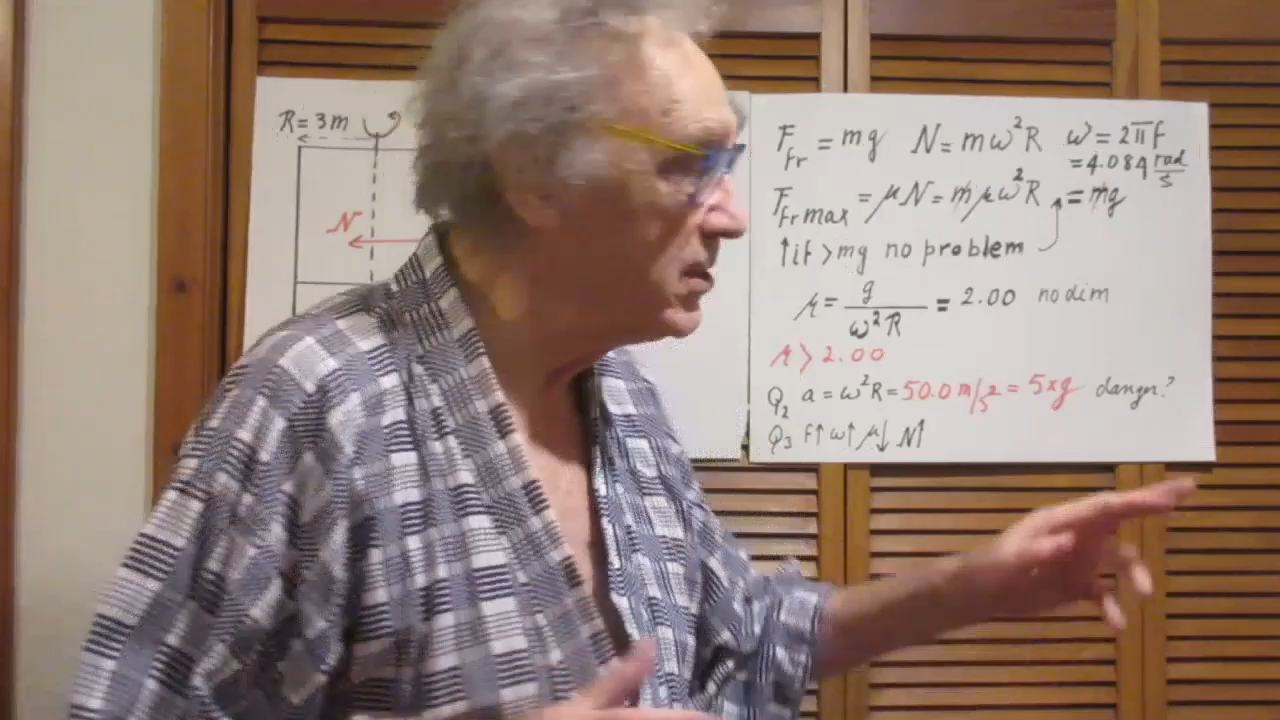 R = 3m
N
F_fr = mg N = mω²R ω = 2πf
= 4.084 rad/s
F_fr max = μN = mμω²R = mg
↑if > mg no problem
μ = g/ω²R = 2.00 no dim
μ > 2.00
Q₂ a = ω²R = 50.0 m/s² = 5xg danger?
Q₃ f↑ ω↑ μ↓ N↑